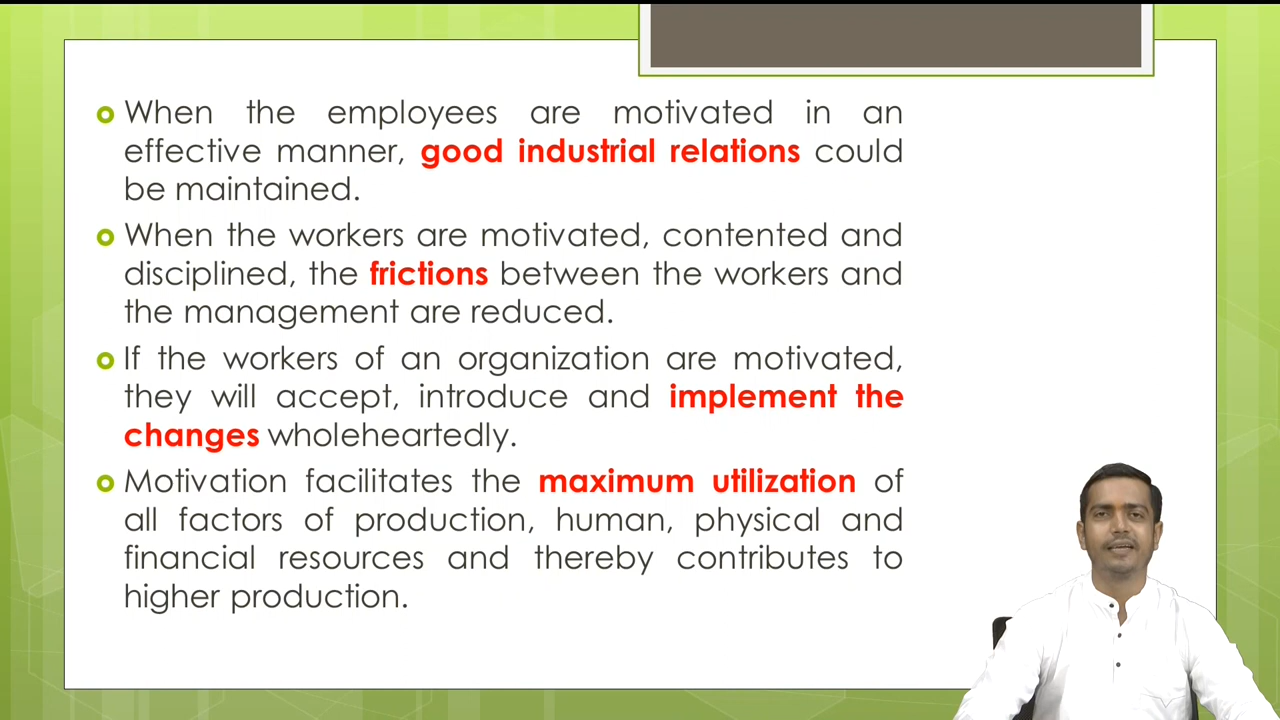 When the employees are motivated in an
effective manner, good industrial relations could
be maintained.
When the workers are motivated, contented and
disciplined, the frictions between the workers and
the management are reduced.
If the workers of an organization are motivated,
they will accept, introduce and implement the
changes wholeheartedly.
Motivation facilitates the maximum utilization of
all factors of production, human, physical and
financial resources and thereby contributes to
higher production.